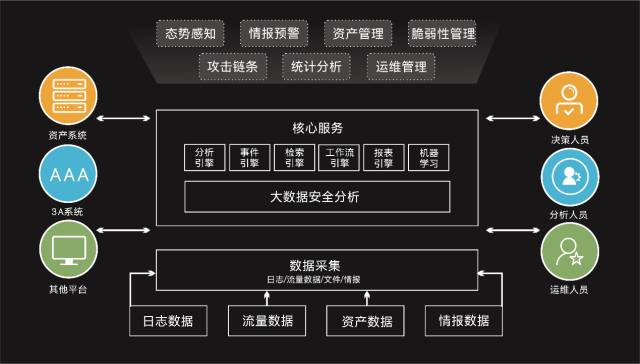 态势感知 情报预警 资产管理 脆弱性管理
攻击链条 统计分析 运维管理
资产系统
AAA
3A系统
其他平台
核心服务
分析 事件 检索 工作流 报表 机器
引擎 引擎 引擎 引擎 引擎 学习
大数据安全分析
数据采集
日志/流量数据/文件/情报
日志数据 流量数据 资产数据 情报数据
决策人员
分析人员
运维人员